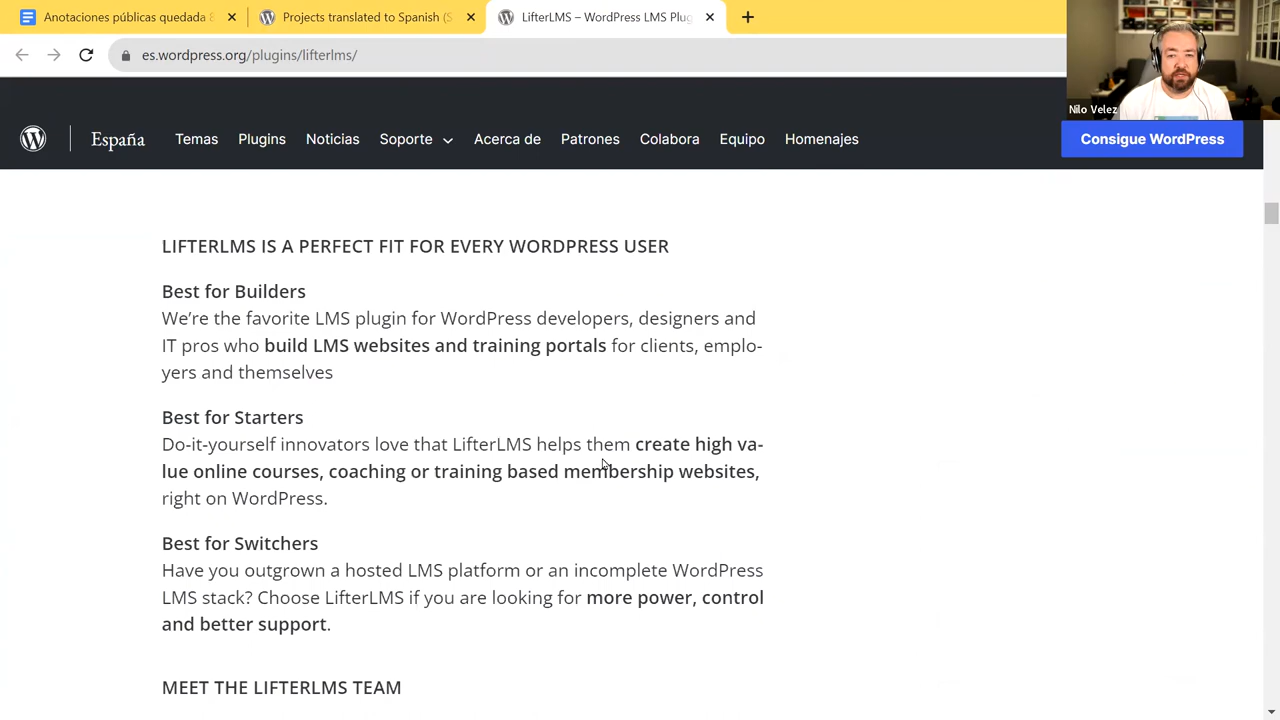 Anotaciones públicas quedada 8
Projects translated to Spanish (S
LifterLMS – WordPress LMS Plug
es.wordpress.org/plugins/lifterlms/
Nilo Velez
España
Temas
Plugins
Noticias
Soporte
Acerca de
Patrones
Colabora
Equipo
Homenajes
Consigue WordPress
LIFTERLMS IS A PERFECT FIT FOR EVERY WORDPRESS USER
Best for Builders
We’re the favorite LMS plugin for WordPress developers, designers and
IT pros who build LMS websites and training portals for clients, emplo-
yers and themselves
Best for Starters
Do-it-yourself innovators love that LifterLMS helps them create high va-
lue online courses, coaching or training based membership websites,
right on WordPress.
Best for Switchers
Have you outgrown a hosted LMS platform or an incomplete WordPress
LMS stack? Choose LifterLMS if you are looking for more power, control
and better support.
MEET THE LIFTERLMS TEAM